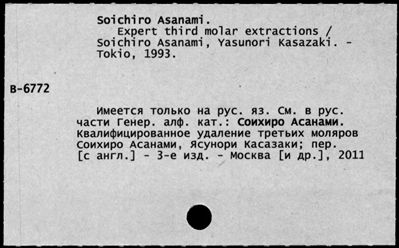 Soichiro Asanami.
Expert third molar extractions /
Soichiro Asanami, Yasunori Kasazaki. -
Tokio, 1993.
B-6772
Имеется только на рус. яз. См. в рус.
части Генер. алф. кат.: Соихиро Асанами.
Квалифицированное удаление третьих моляров
Соихиро Асанами, Ясунори Касазаки; пер.
[с англ.] - 3-е изд. - Москва [и др.], 2011